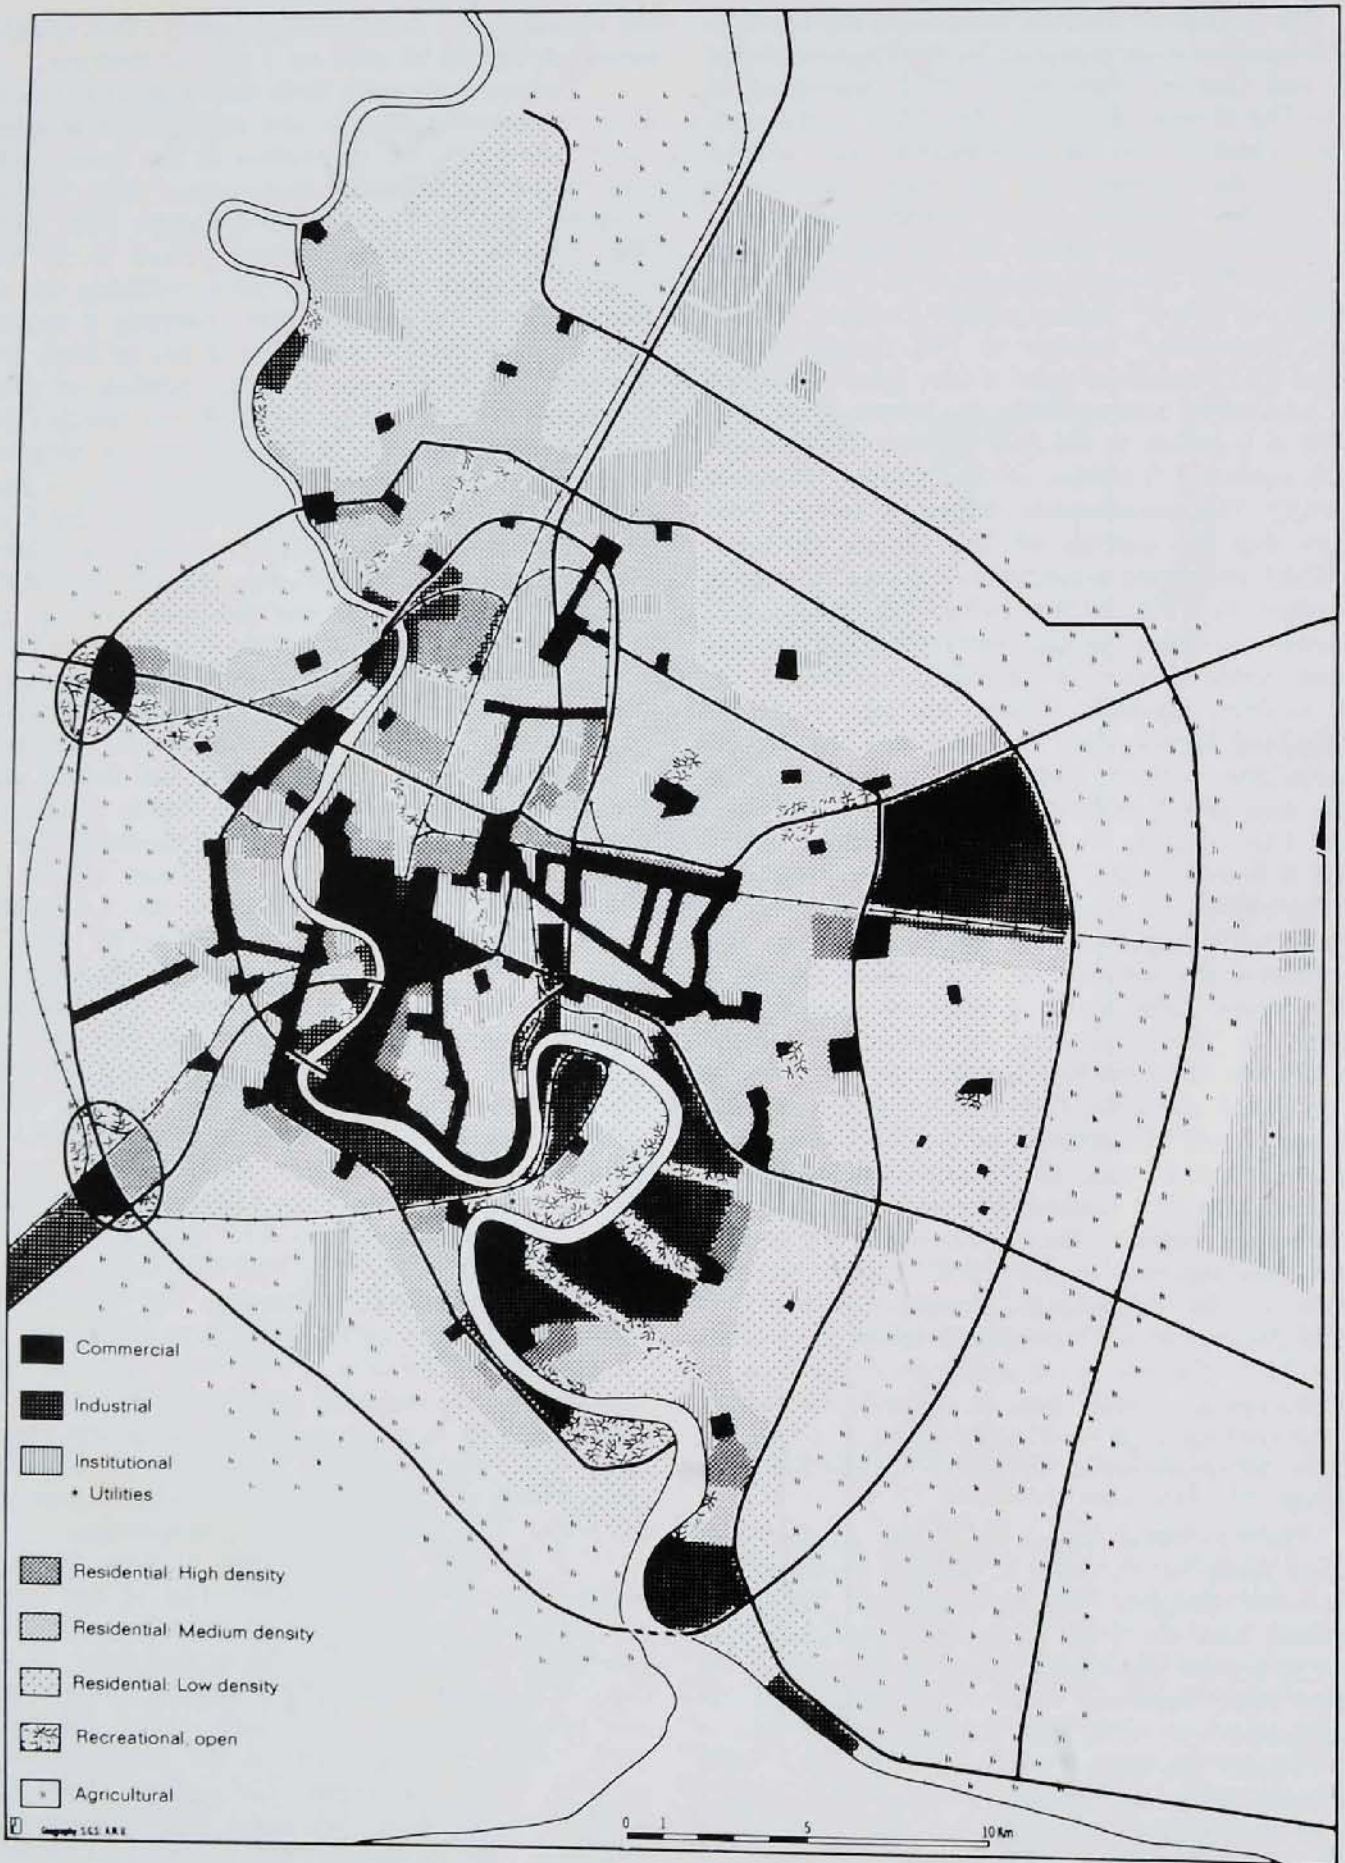 Commercial
Industrial
Institutional
Utilities
Residential: High density
Residential: Medium density
Residential: Low density
Recreational, open
Agricultural
0 1 5 10 Km